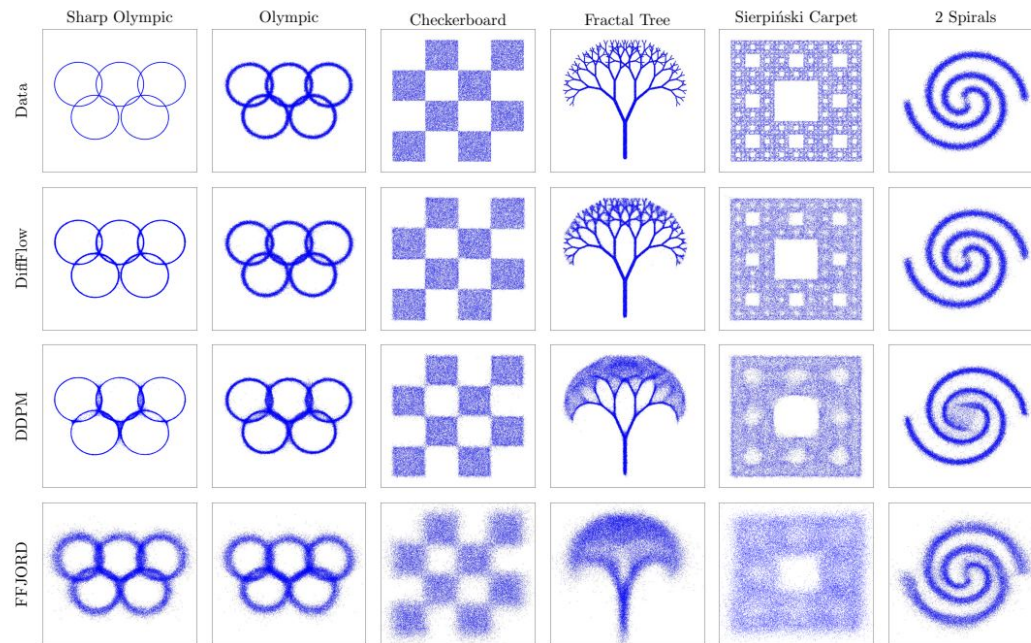 Sharp Olympic
Olympic
Checkerboard
Fractal Tree
Sierpiński Carpet
2 Spirals
Data
DiffFlow
DDPM
FFJORD